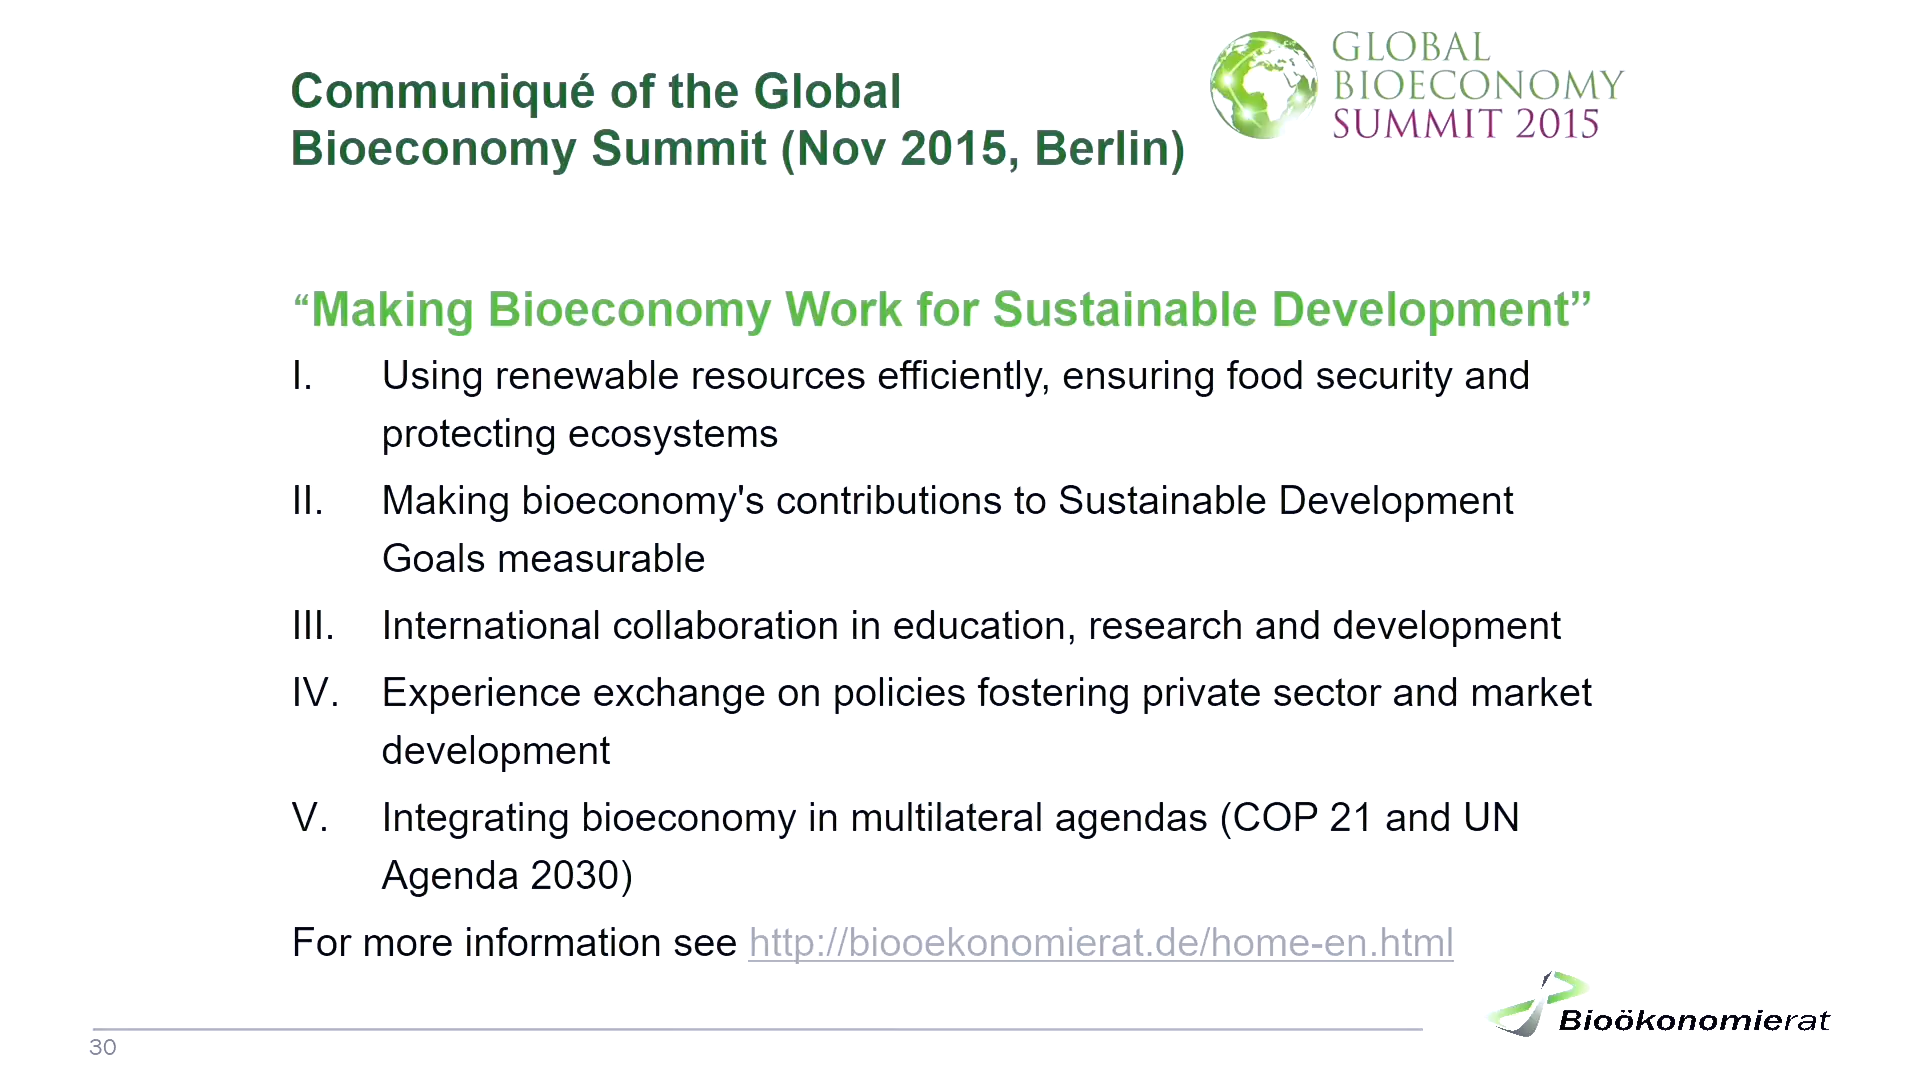 Communiqué of the Global
Bioeconomy Summit (Nov 2015, Berlin)
GLOBAL
BIOECONOMY
SUMMIT 2015
“Making Bioeconomy Work for Sustainable Development”
I. Using renewable resources efficiently, ensuring food security and
protecting ecosystems
II. Making bioeconomy's contributions to Sustainable Development
Goals measurable
III. International collaboration in education, research and development
IV. Experience exchange on policies fostering private sector and market
development
V. Integrating bioeconomy in multilateral agendas (COP 21 and UN
Agenda 2030)
For more information see http://biooekonomierat.de/home-en.html
Bioökonomierat
30